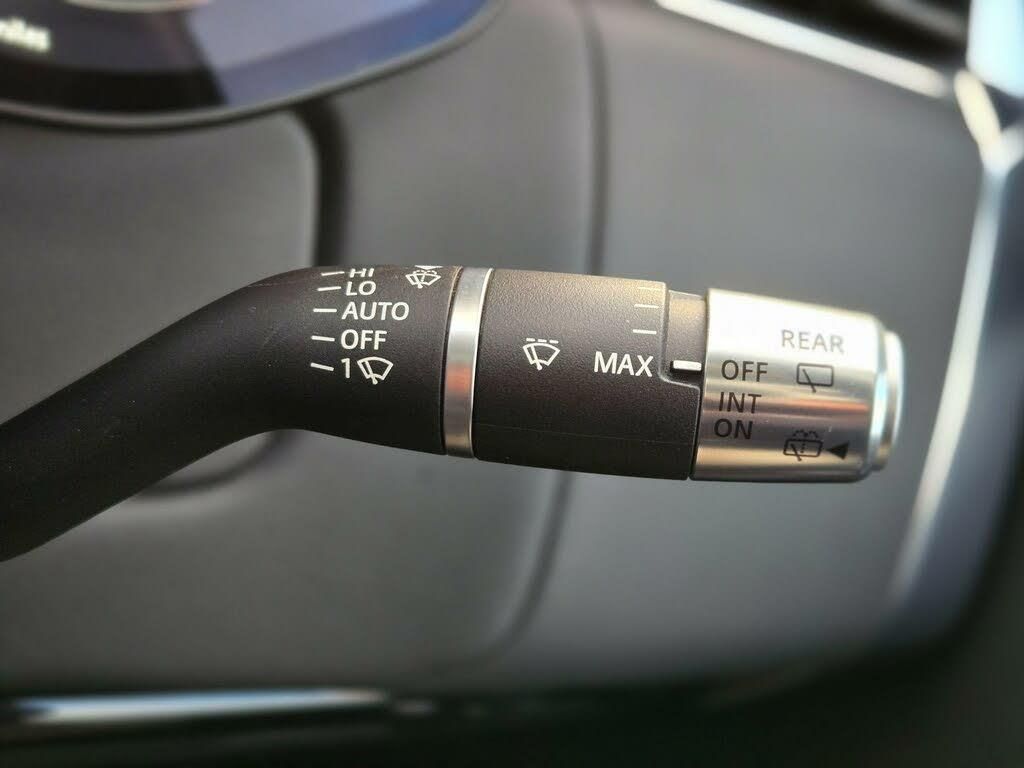 HI
LO
AUTO
OFF
1
MAX
REAR
OFF
INT
ON